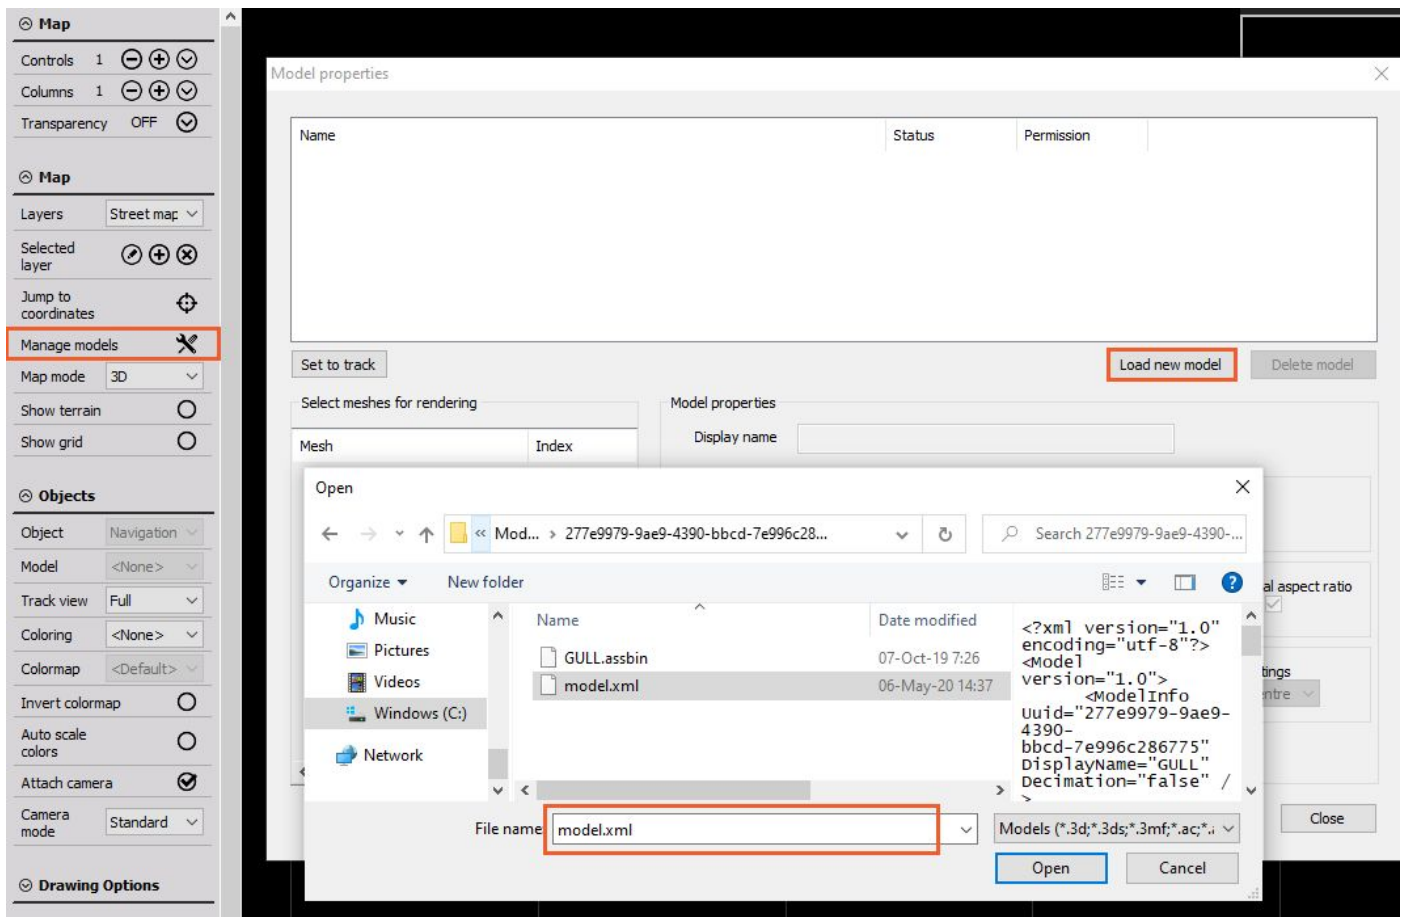 Map
Controls 1
Columns 1
Transparency OFF
Map
Layers Street map
Selected
layer
Jump to
coordinates
Manage models
Map mode 3D
Show terrain
Show grid
Objects
Object Navigation
Model <None>
Track view Full
Coloring <None>
Colormap <Default>
Invert colormap
Auto scale
colors
Attach camera
Camera
mode Standard
Drawing Options
Model properties
Name Status Permission
Set to track Load new model Delete model
Select meshes for rendering
Mesh Index
Model properties
Display name
al aspect ratio
tings
entre
Close
Open
« Mod... > 277e9979-9ae9-4390-bbcd-7e996c28...
Search 277e9979-9ae9-4390-...
Organize New folder
Music
Pictures
Videos
Windows (C:)
Network
Name Date modified
GULL.assbin 07-Oct-19 7:26
model.xml 06-May-20 14:37
<?xml version="1.0"
encoding="utf-8"?>
<Model
version="1.0">
<ModelInfo
Uuid="277e9979-9ae9-
4390-
bbcd-7e996c286775"
DisplayName="GULL"
Decimation="false" /
>
File name: model.xml
Models (*.3d;*.3ds;*.3mf;*.ac;*.
Open Cancel